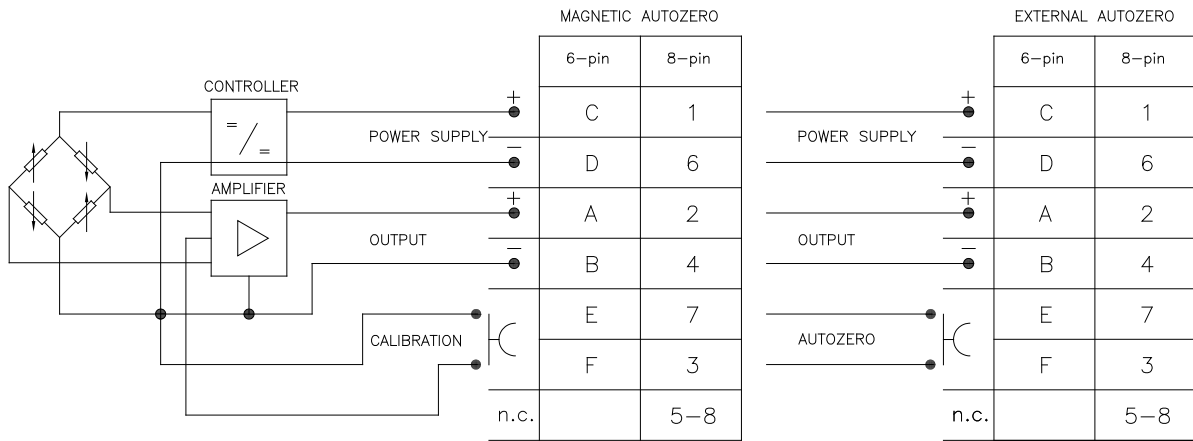 MAGNETIC AUTOZERO
EXTERNAL AUTOZERO
6-pin 8-pin
6-pin 8-pin
CONTROLLER
= / =
+ C 1
+ C 1
POWER SUPPLY
POWER SUPPLY
- D 6
- D 6
AMPLIFIER
+ A 2
+ A 2
OUTPUT
OUTPUT
- B 4
- B 4
E 7
E 7
CALIBRATION
AUTOZERO
F 3
F 3
n.c. 5-8
n.c. 5-8